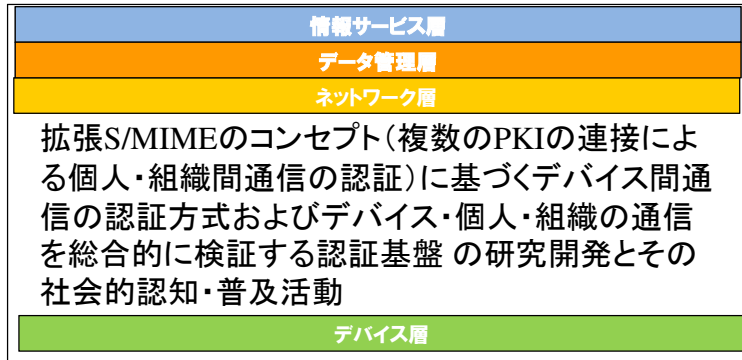 情報サービス層
データ管理層
ネットワーク層
拡張S/MIMEのコンセプト（複数のPKIの連接によ
る個人・組織間通信の認証）に基づくデバイス間通
信の認証方式およびデバイス・個人・組織の通信
を総合的に検証する認証基盤 の研究開発とその
社会的認知・普及活動
デバイス層